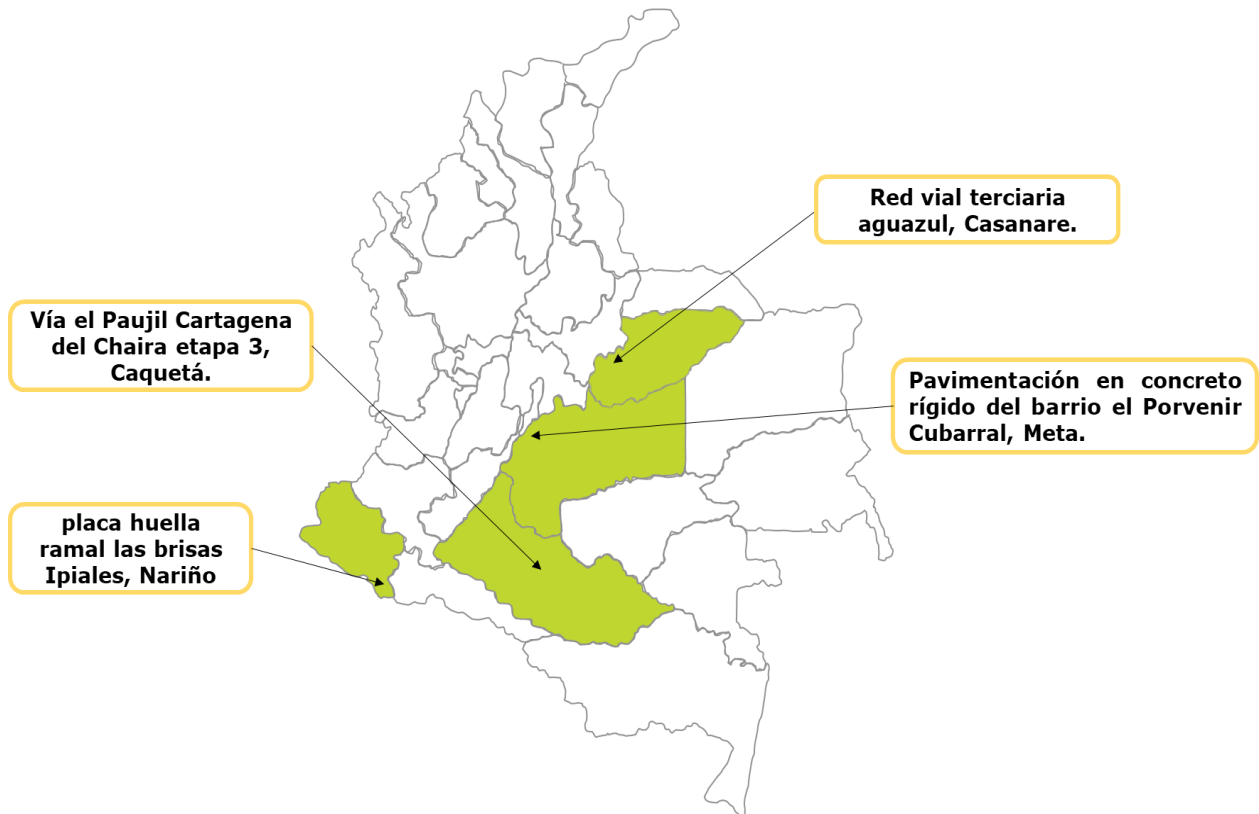 Red vial terciaria
aguazul, Casanare.
Vía el Paujil Cartagena
del Chaira etapa 3,
Caquetá.
Pavimentación en concreto
rígido del barrio el Porvenir
Cubarral, Meta.
placa huella
ramal las brisas
Ipiales, Nariño